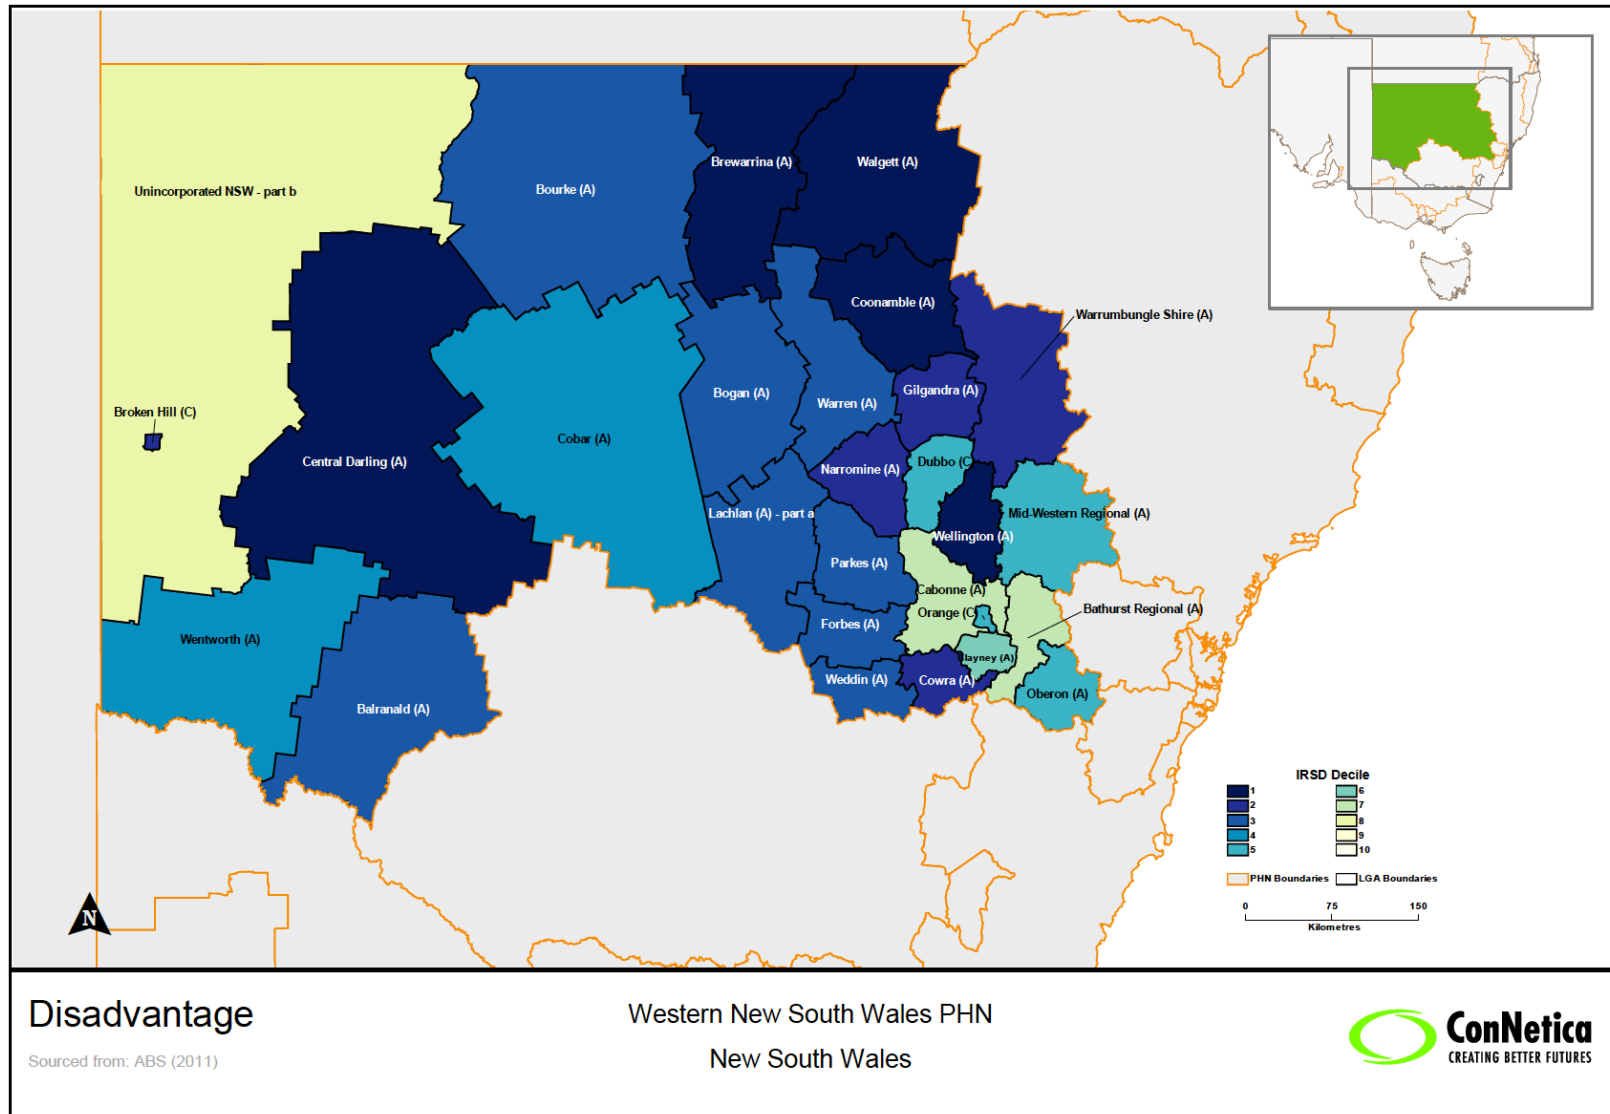 Unincorporated NSW - part b
Bourke (A)
Brewarrina (A)
Walgett (A)
Coonamble (A)
Warrumbungle Shire (A)
Broken Hill (C)
Central Darling (A)
Cobar (A)
Bogan (A)
Warren (A)
Gilgandra (A)
Narromine (A)
Dubbo (C
Lachlan (A) - part a
Mid-Western Regional (A)
Wellington (A)
Parkes (A)
Cabonne (A)
Orange (C
Bathurst Regional (A)
Forbes (A)
Wentworth (A)
Blayney (A)
Weddin (A)
Cowra (A)
Oberon (A)
Balranald (A)
IRSD Decile
1
2
3
4
5
6
7
8
9
10
PHN Boundaries
LGA Boundaries
0 75 150
Kilometres
N
Disadvantage
Sourced from: ABS (2011)
Western New South Wales PHN
New South Wales
ConNetica
CREATING BETTER FUTURES